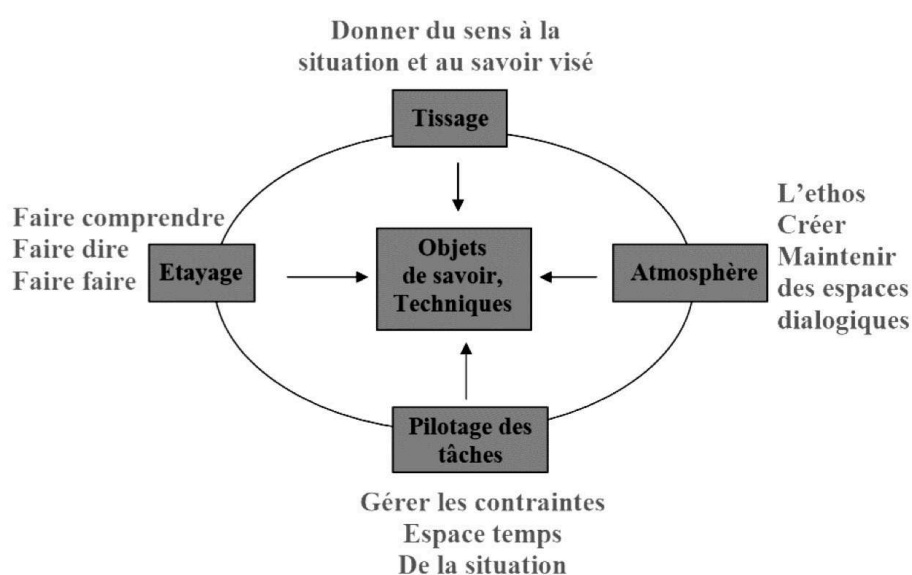 Donner du sens à la
situation et au savoir visé
Tissage
Faire comprendre
Faire dire
Faire faire
Etayage
Objets
de savoir,
Techniques
Atmosphère
L’ethos
Créer
Maintenir
des espaces
dialogiques
Pilotage des
tâches
Gérer les contraintes
Espace temps
De la situation